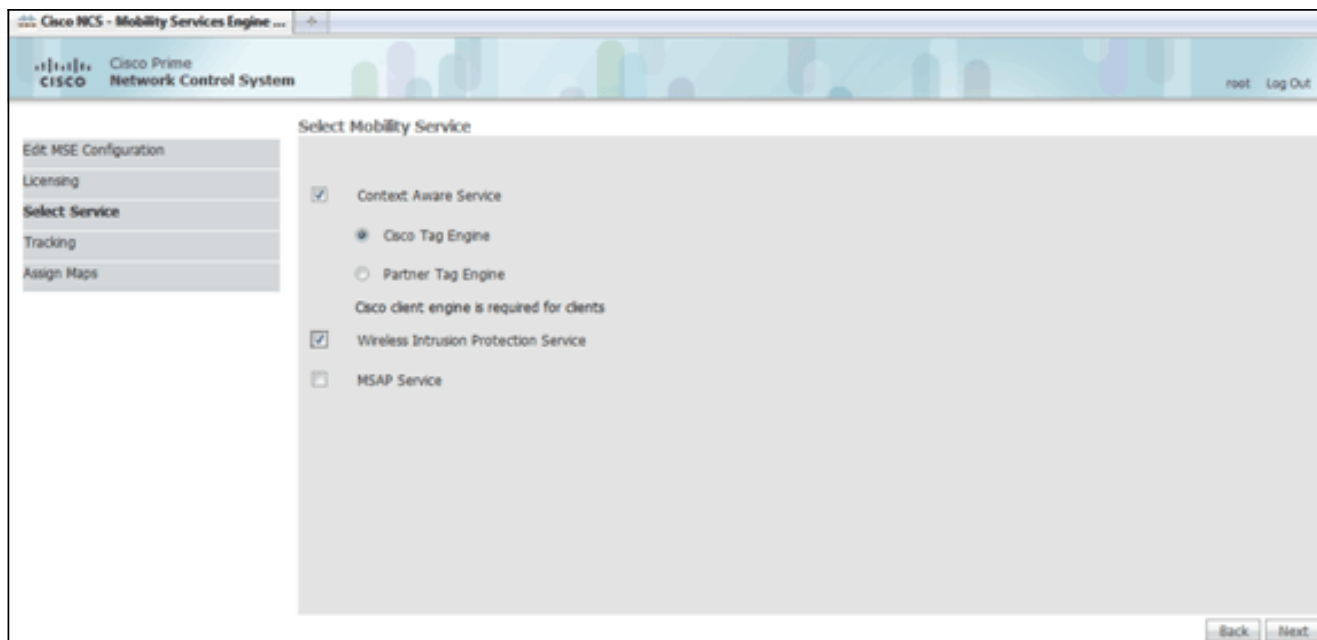 Cisco NCS - Mobility Services Engine ...
CISCO
Cisco Prime
Network Control System
root Log Out
Select Mobility Service
Edit MSE Configuration
Licensing
Select Service
Tracking
Assign Maps
Context Aware Service
Cisco Tag Engine
Partner Tag Engine
Cisco client engine is required for clients
Wireless Intrusion Protection Service
MSAP Service
Back Next